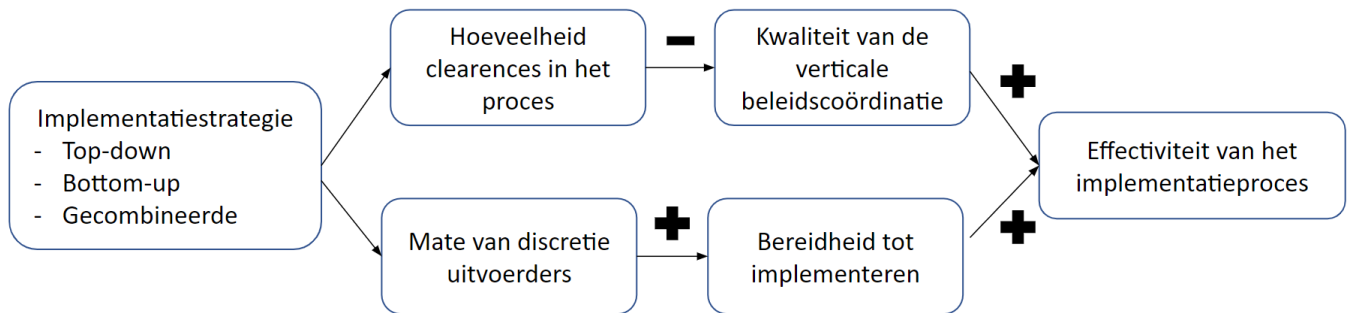 Implementatiestrategie
- Top-down
- Bottom-up
- Gecombineerde
Hoeveelheid
clearences in het
proces
Kwaliteit van de
verticale
beleidscoördinatie
Mate van discretie
uitvoerders
Bereidheid tot
implementeren
Effectiviteit van het
implementatieproces